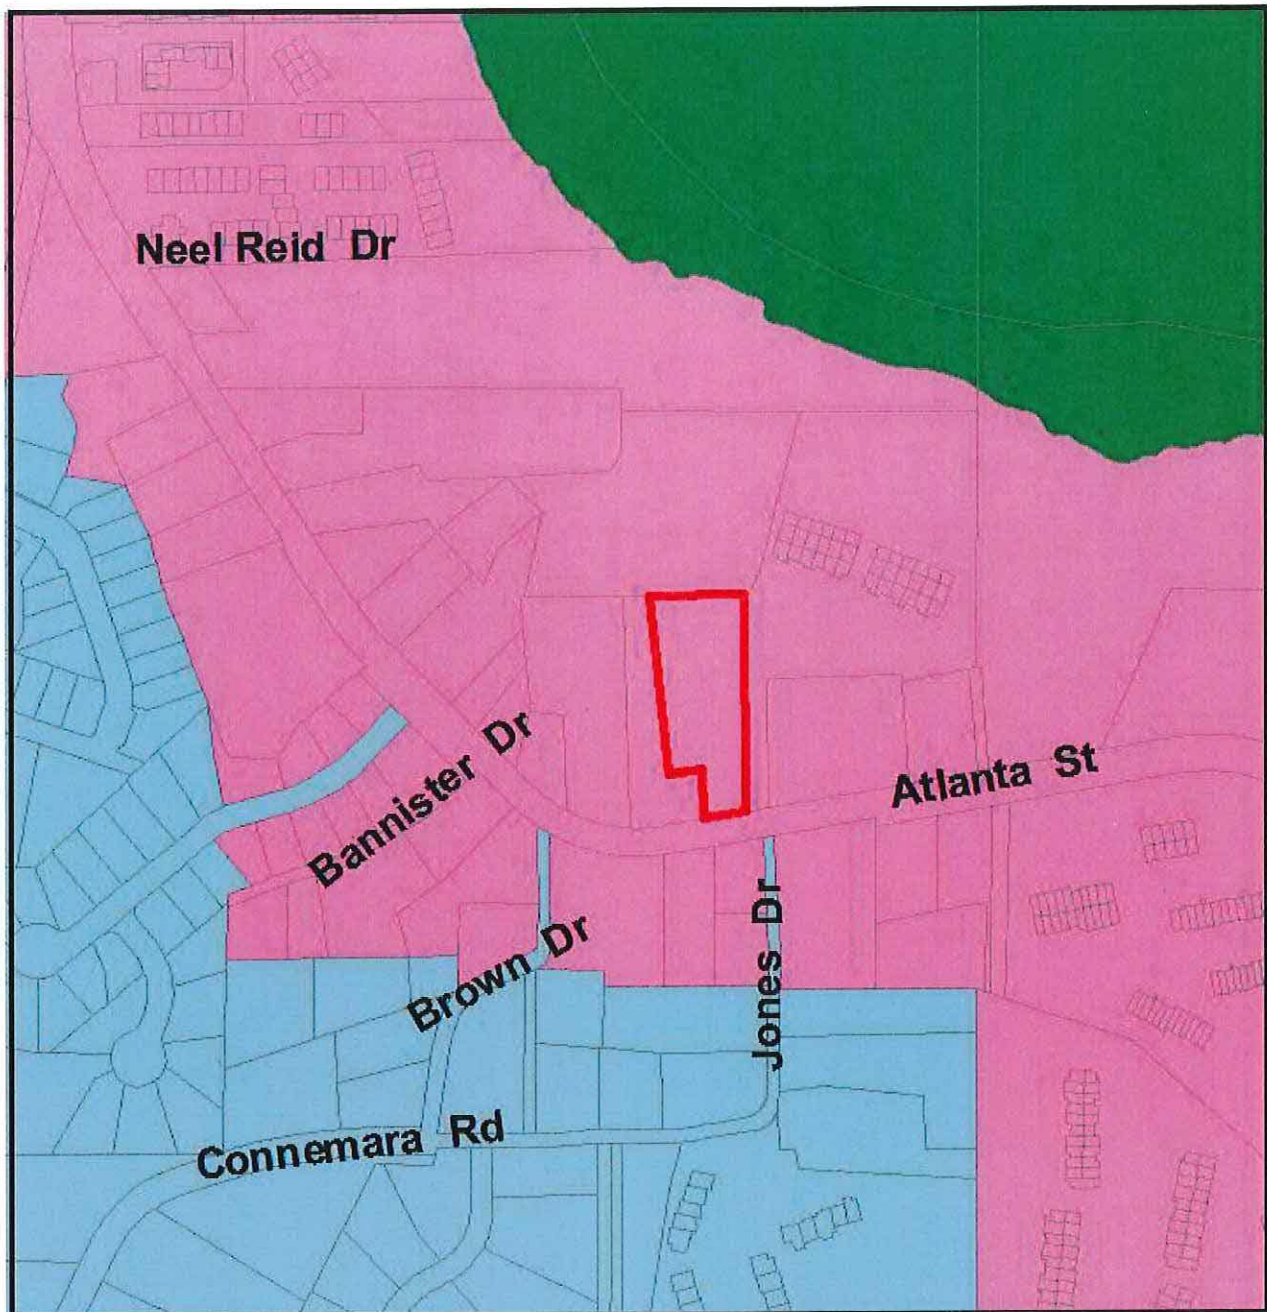 Neel Reid Dr
Bannister Dr
Atlanta St
Brown Dr
Jones Dr
Connemara Rd